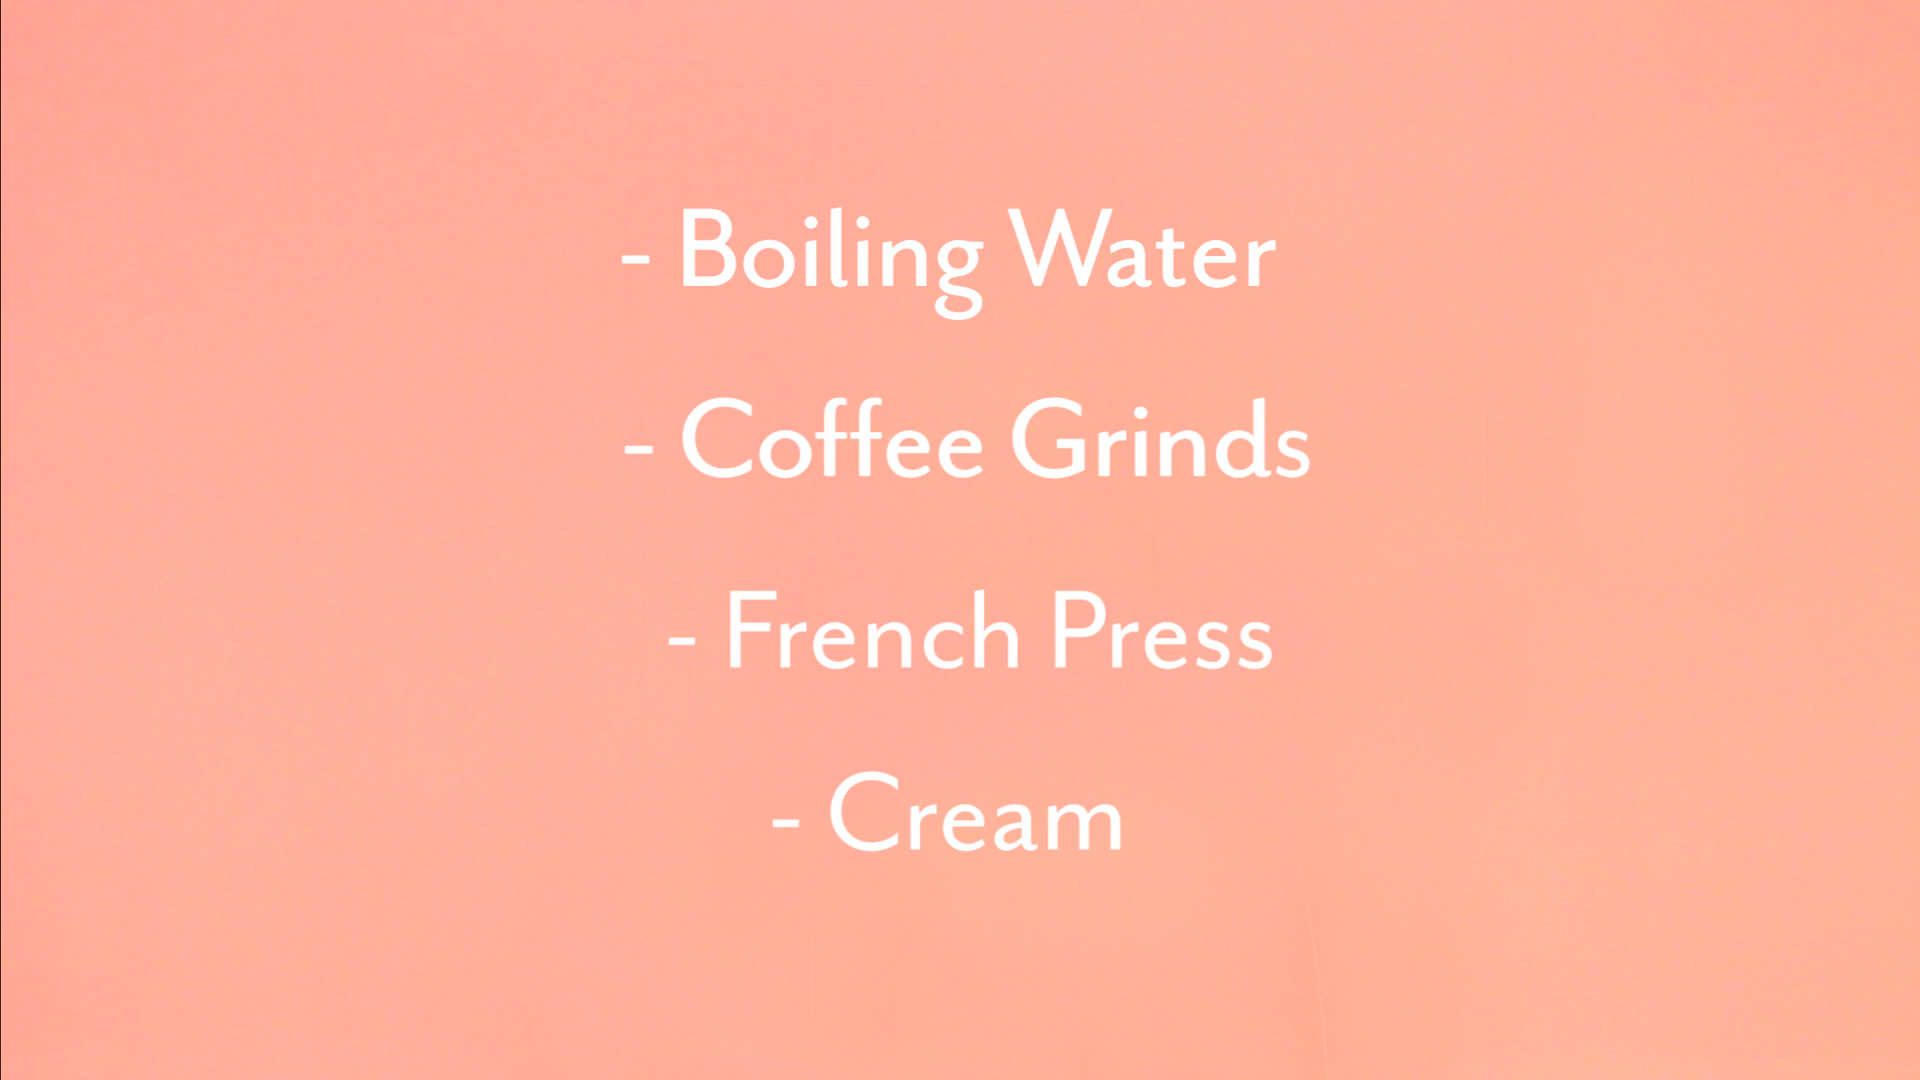 - Boiling Water
- Coffee Grinds
- French Press
- Cream